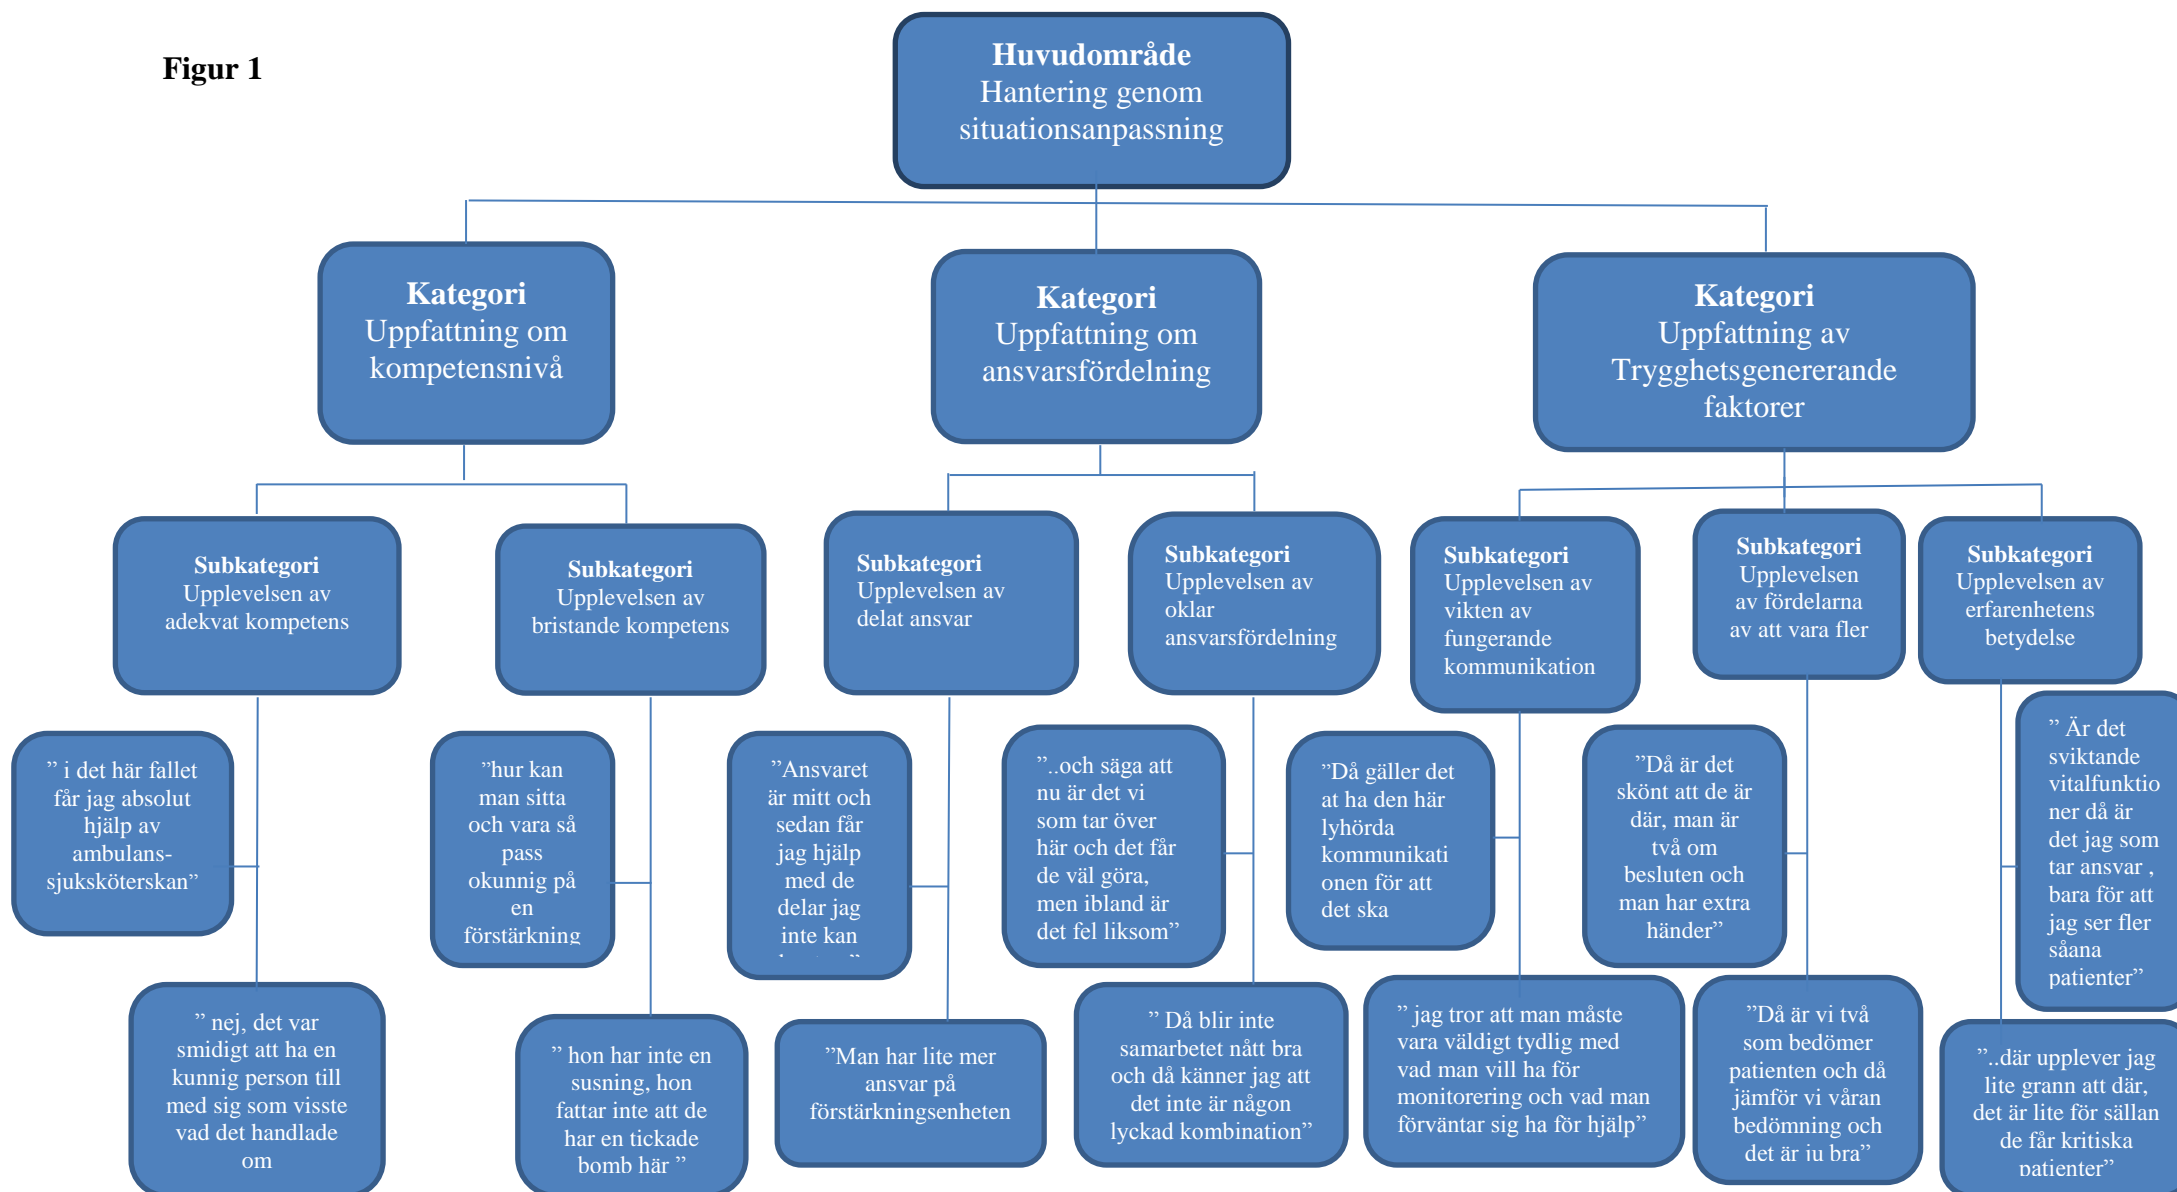 Figur 1
Huvudområde
Hantering genom
situationsanpassning
Kategori
Uppfattning om
kompetensnivå
Kategori
Uppfattning om
ansvarsfördelning
Kategori
Uppfattning av
Trygghetsgenererande
faktorer
Subkategori
Upplevelsen av
adekvat kompetens
Subkategori
Upplevelsen av
bristande kompetens
Subkategori
Upplevelsen av
delat ansvar
Subkategori
Upplevelsen av
oklar
ansvarsfördelning
Subkategori
Upplevelsen av
vikten av
fungerande
kommunikation
Subkategori
Upplevelsen
av fördelarna
av att vara fler
Subkategori
Upplevelsen av
erfarenhetens
betydelse
” i det här fallet
får jag absolut
hjälp av
ambulans-
sjuksköterskan”
”hur kan
man sitta
och vara så
pass
okunnig på
en
förstärkning
”Ansvaret
är mitt och
sedan får
jag hjälp
med de
delar jag
inte kan
”..och säga att
nu är det vi
som tar över
här och det får
de väl göra,
men ibland är
det fel liksom”
”Då gäller det
at ha den här
lyhörda
kommunikati
onen för att
det ska
”Då är det
skönt att de är
där, man är
två om
besluten och
man har extra
händer”
” Är det
sviktande
vitalfunktio
ner då är
det jag som
tar ansvar ,
bara för att
jag ser fler
såana
patienter”
” nej, det var
smidigt att ha en
kunnig person till
med sig som visste
vad det handlade
om
” hon har inte en
susning, hon
fattar inte att de
har en tickade
bomb här ”
”Man har lite mer
ansvar på
förstärkningsenheten
” Då blir inte
samarbetet nått bra
och då känner jag att
det inte är någon
lyckad kombination”
” jag tror att man måste
vara väldigt tydlig med
vad man vill ha för
monitorering och vad man
förväntar sig ha för hjälp”
”Då är vi två
som bedömer
patienten och då
jämför vi våran
bedömning och
det är ju bra”
”..där upplever jag
lite grann att där,
det är lite för sällan
de får kritiska
patienter”